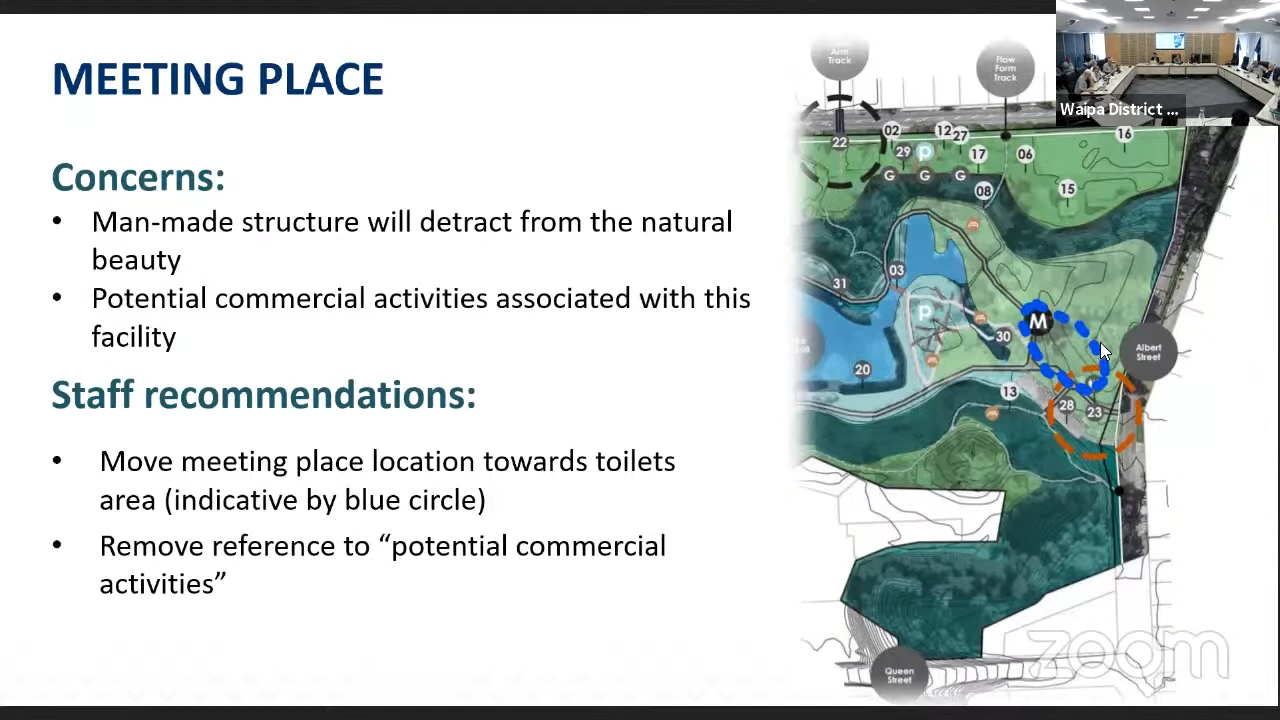 MEETING PLACE
Concerns:
• Man-made structure will detract from the natural
beauty
• Potential commercial activities associated with this
facility
Staff recommendations:
• Move meeting place location towards toilets
area (indicative by blue circle)
• Remove reference to “potential commercial
activities”
Waipa District ...
Arm
Track
Flow
Form
Track
22
02
12
27
16
29
P
17
06
G
G
G
08
15
03
31
P
M
30
Albert
Street
20
13
28
23
Queen
Street
zoom